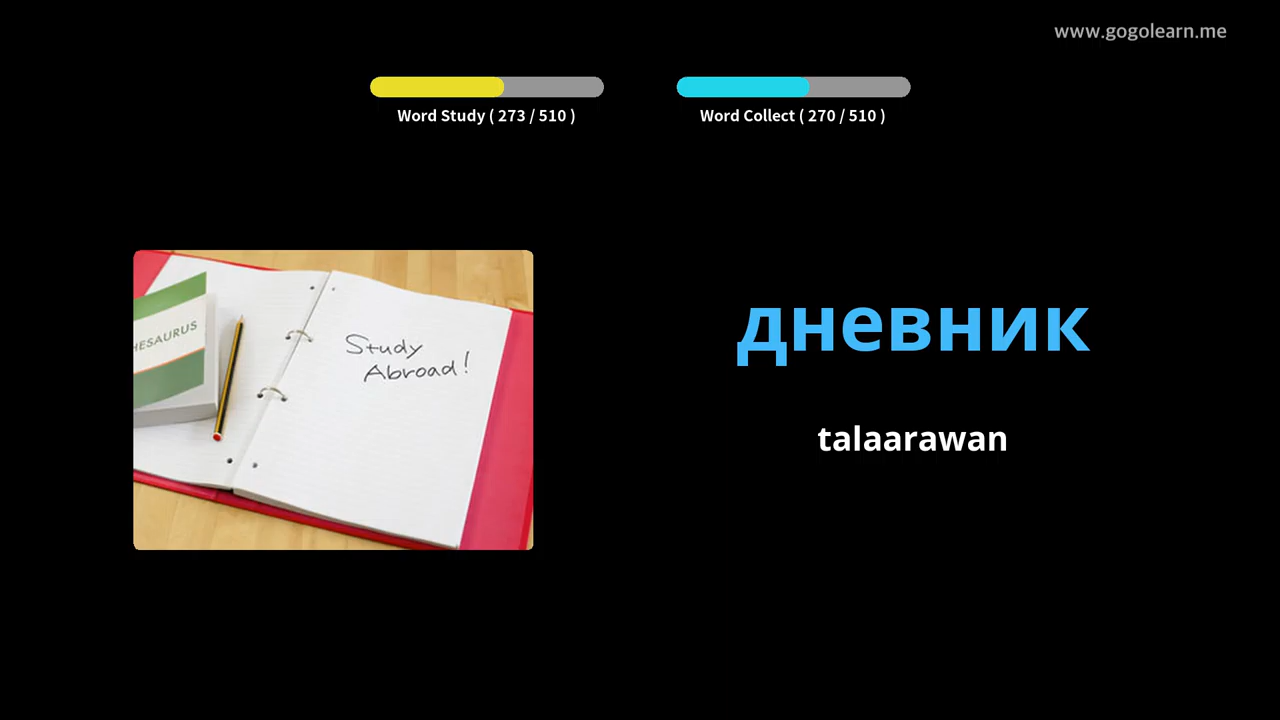 www.gogolearn.me
Word Study ( 273 / 510 )
Word Collect ( 270 / 510 )
HESAURUS
Study
Abroad!
дневник
talaarawan